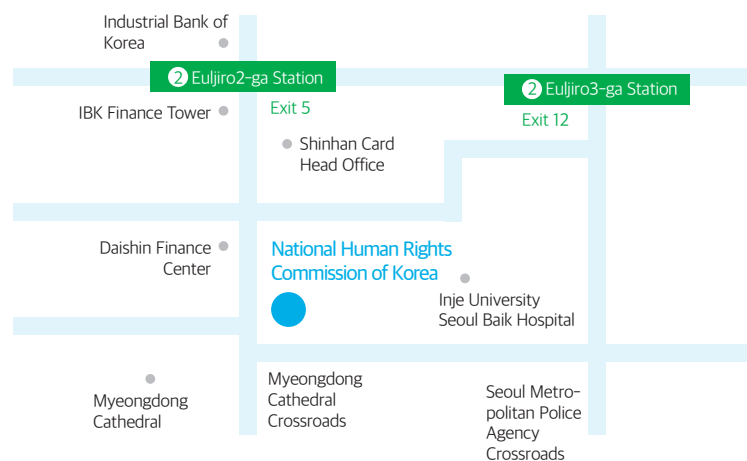 Industrial Bank of
Korea
2 Euljiro2-ga Station
2 Euljiro3-ga Station
IBK Finance Tower
Exit 5
Exit 12
Shinhan Card
Head Office
Daishin Finance
Center
National Human Rights
Commission of Korea
Inje University
Seoul Baik Hospital
Myeongdong
Cathedral
Myeongdong
Cathedral
Crossroads
Seoul Metro-
politan Police
Agency
Crossroads